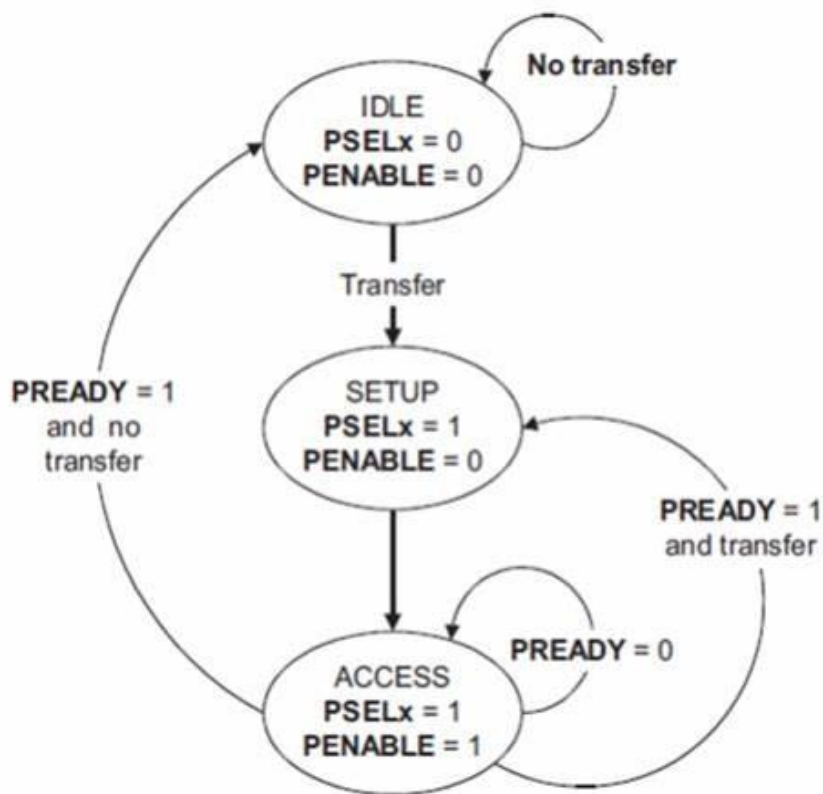 No transfer
IDLE
PSELx = 0
PENABLE = 0
Transfer
SETUP
PSELx = 1
PENABLE = 0
PREADY = 1
and no
transfer
PREADY = 1
and transfer
PREADY = 0
ACCESS
PSELx = 1
PENABLE = 1